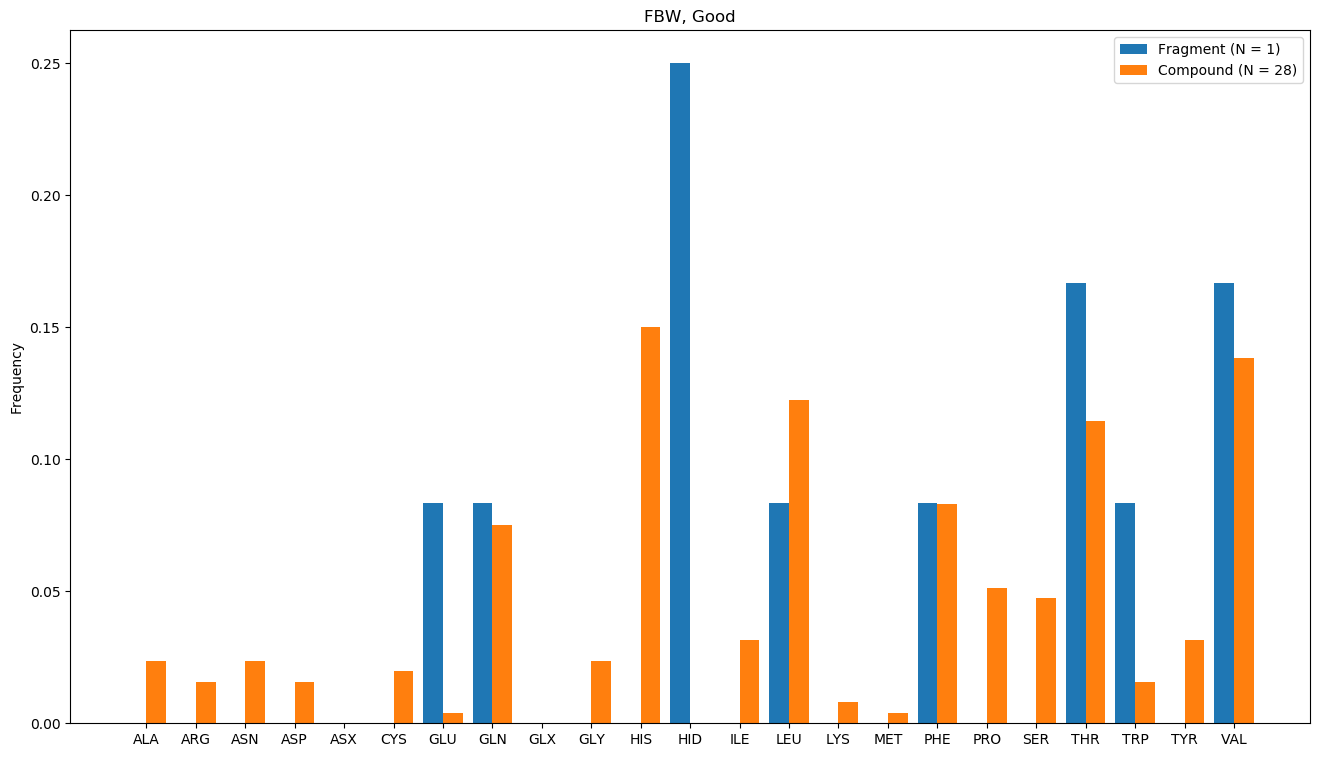 FBW, Good
Fragment (N = 1)
Compound (N = 28)
Frequency
0.25
0.20
0.15
0.10
0.05
0.00
ALA ARG ASN ASP ASX CYS GLU GLN GLX GLY HIS HID ILE LEU LYS MET PHE PRO SER THR TRP TYR VAL